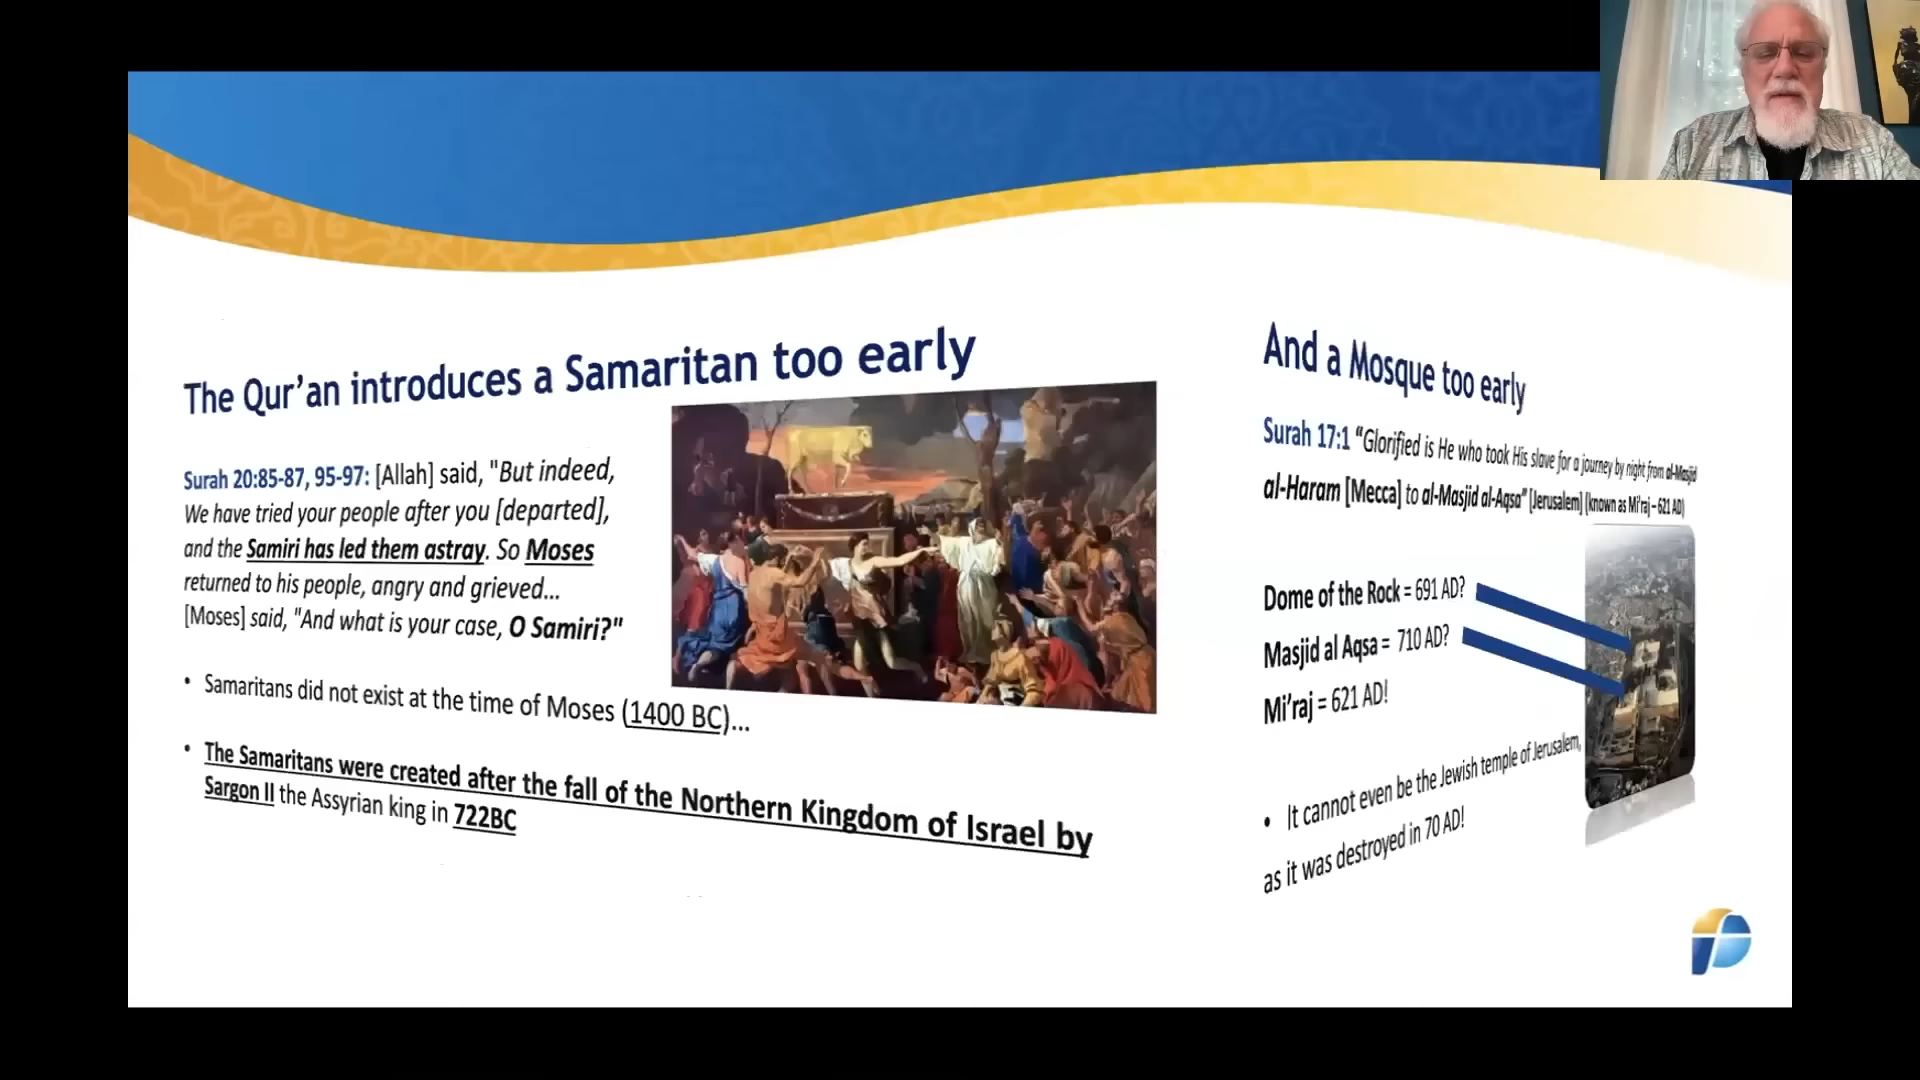 The Qur’an introduces a Samaritan too early
Surah 20:85-87, 95-97: [Allah] said, "But indeed,
We have tried your people after you [departed],
and the Samiri has led them astray. So Moses
returned to his people, angry and grieved...
[Moses] said, "And what is your case, O Samiri?"
• Samaritans did not exist at the time of Moses (1400 BC)...
• The Samaritans were created after the fall of the Northern Kingdom of Israel by
Sargon II the Assyrian king in 722BC
And a Mosque too early
Surah 17:1 “Glorified is He who took His slave for a journey by night from al-Masjid
al-Haram [Mecca] to al-Masjid al-Aqsa” [Jerusalem] (known as Mi’raj – 621 AD)
Dome of the Rock = 691 AD?
Masjid al Aqsa = 710 AD?
Mi’raj = 621 AD!
• It cannot even be the Jewish temple of Jerusalem,
as it was destroyed in 70 AD!